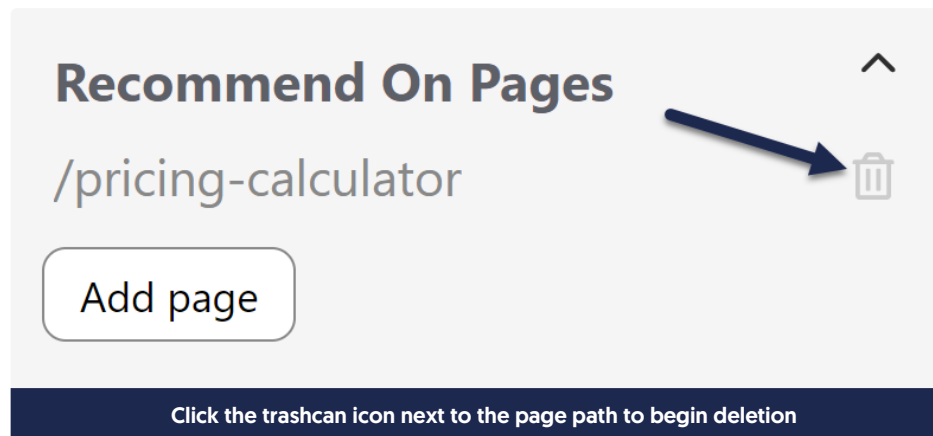 Recommend On Pages
/pricing-calculator
Add page
Click the trashcan icon next to the page path to begin deletion